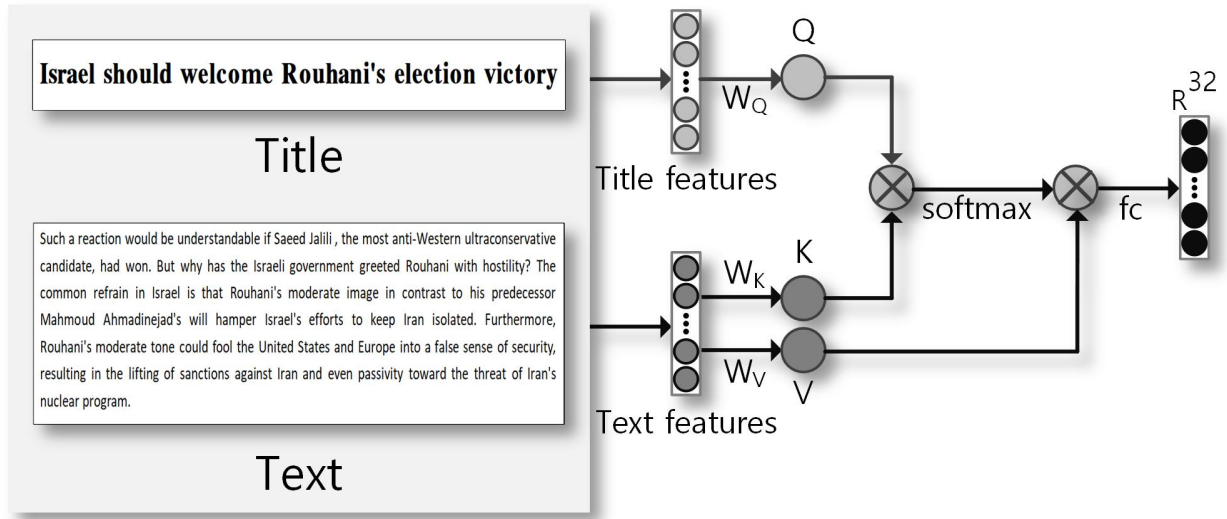 Israel should welcome Rouhani's election victory
Title
Such a reaction would be understandable if Saeed Jalili , the most anti-Western ultraconservative
candidate, had won. But why has the Israeli government greeted Rouhani with hostility? The
common refrain in Israel is that Rouhani's moderate image in contrast to his predecessor
Mahmoud Ahmadinejad's will hamper Israel's efforts to keep Iran isolated. Furthermore,
Rouhani's moderate tone could fool the United States and Europe into a false sense of security,
resulting in the lifting of sanctions against Iran and even passivity toward the threat of Iran's
nuclear program.
Text
Title features
W_Q
Q
Text features
W_K
K
W_V
V
softmax
fc
R^32